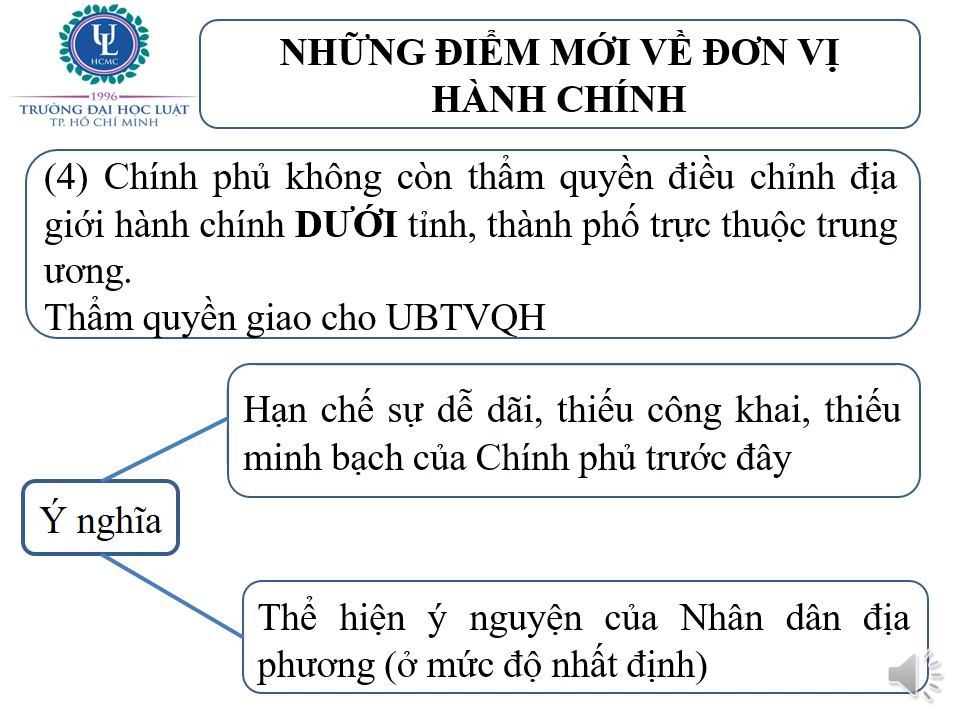 UL
HCMC
1996
TRƯỜNG ĐẠI HỌC LUẬT
TP. HỒ CHÍ MINH
NHỮNG ĐIỂM MỚI VỀ ĐƠN VỊ
HÀNH CHÍNH
(4) Chính phủ không còn thẩm quyền điều chỉnh địa
giới hành chính DƯỚI tỉnh, thành phố trực thuộc trung
ương.
Thẩm quyền giao cho UBTVQH
Hạn chế sự dễ dãi, thiếu công khai, thiếu
minh bạch của Chính phủ trước đây
Ý nghĩa
Thể hiện ý nguyện của Nhân dân địa
phương (ở mức độ nhất định)